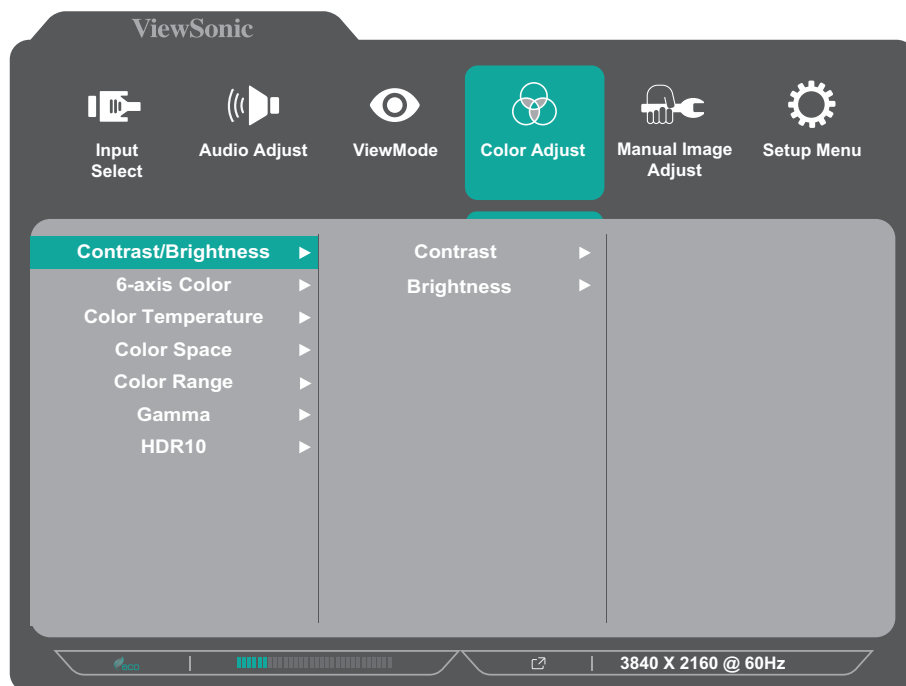 ViewSonic
Input
Select
Audio Adjust
ViewMode
Color Adjust
Manual Image
Adjust
Setup Menu
Contrast/Brightness
6-axis Color
Color Temperature
Color Space
Color Range
Gamma
HDR10
Contrast
Brightness
eco
3840 X 2160 @ 60Hz